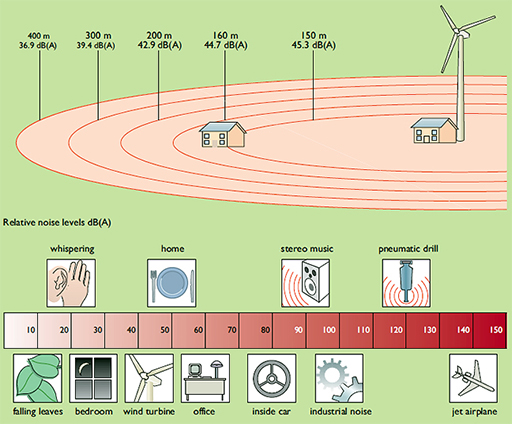 400 m 300 m 200 m 160 m 150 m
36.9 dB(A) 39.4 dB(A) 42.9 dB(A) 44.7 dB(A) 45.3 dB(A)
Relative noise levels dB(A)
whispering home stereo music pneumatic drill
10 20 30 40 50 60 70 80 90 100 110 120 130 140 150
falling leaves bedroom wind turbine office inside car industrial noise jet airplane